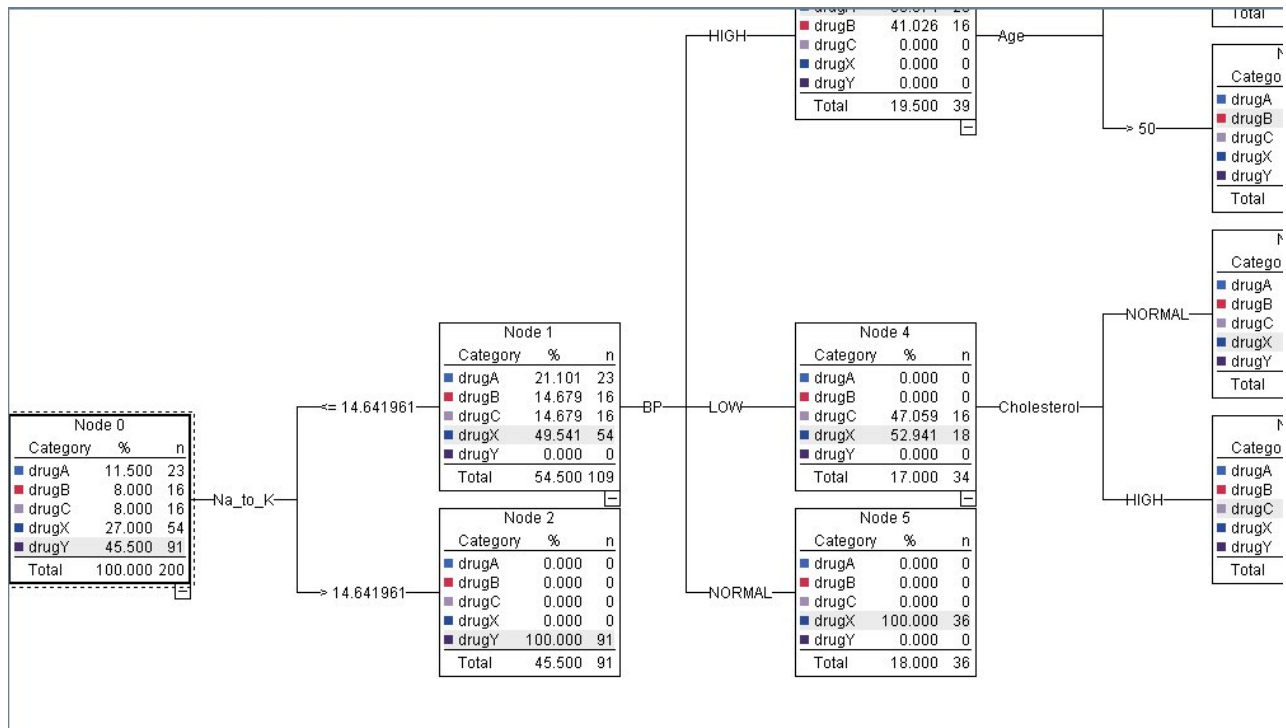 Node 0
Category % n
drugA 11.500 23
drugB 8.000 16
drugC 8.000 16
drugX 27.000 54
drugY 45.500 91
Total 100.000 200
Na_to_K
<= 14.641961
> 14.641961
Node 1
Category % n
drugA 21.101 23
drugB 14.679 16
drugC 14.679 16
drugX 49.541 54
drugY 0.000 0
Total 54.500 109
Node 2
Category % n
drugA 0.000 0
drugB 0.000 0
drugC 0.000 0
drugX 0.000 0
drugY 100.000 91
Total 45.500 91
BP
HIGH
LOW
NORMAL
drugB 41.026 16
drugC 0.000 0
drugX 0.000 0
drugY 0.000 0
Total 19.500 39
Node 4
Category % n
drugA 0.000 0
drugB 0.000 0
drugC 47.059 16
drugX 52.941 18
drugY 0.000 0
Total 17.000 34
Node 5
Category % n
drugA 0.000 0
drugB 0.000 0
drugC 0.000 0
drugX 100.000 36
drugY 0.000 0
Total 18.000 36
Age
> 50
Cholesterol
NORMAL
HIGH
Total
Catego
drugA
drugB
drugC
drugX
drugY
Total
Catego
drugA
drugB
drugC
drugX
drugY
Total
Catego
drugA
drugB
drugC
drugX
drugY
Total